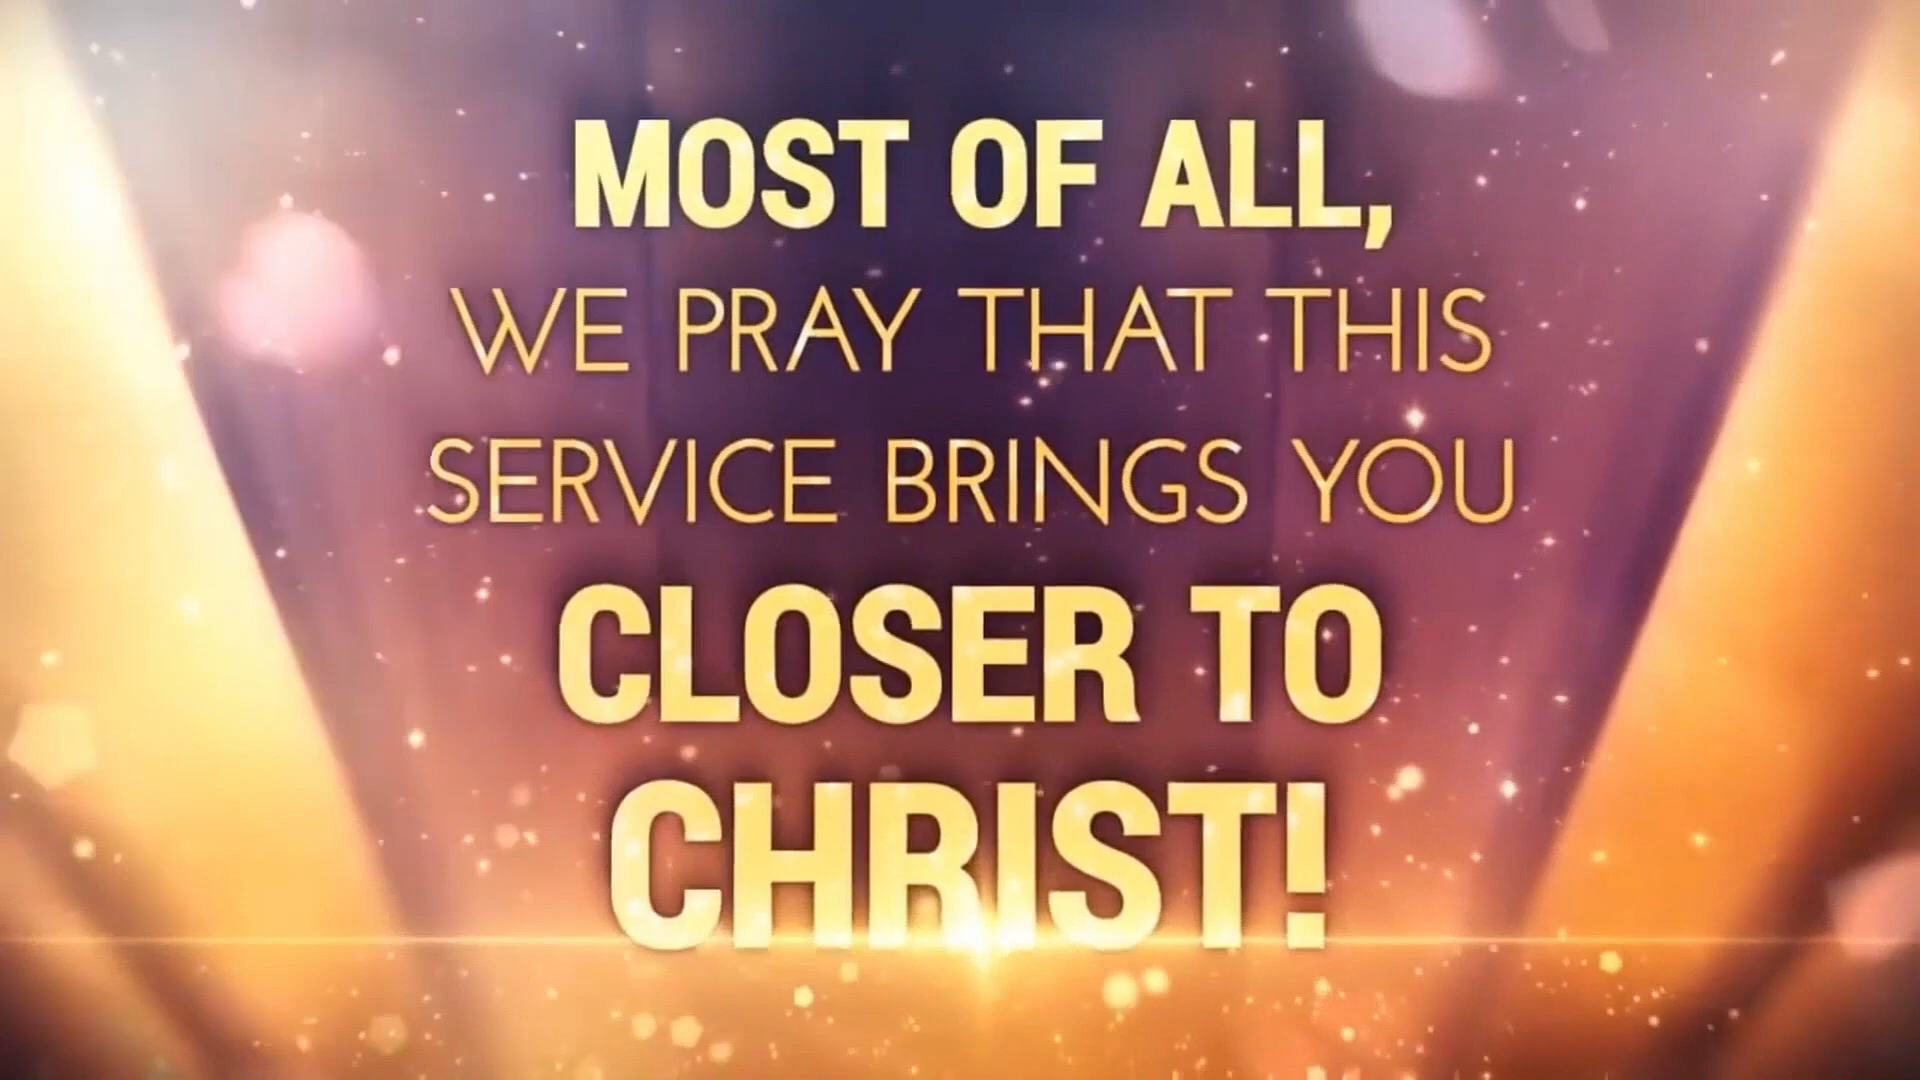 MOST OF ALL,
WE PRAY THAT THIS
SERVICE BRINGS YOU
CLOSER TO
CHRIST!